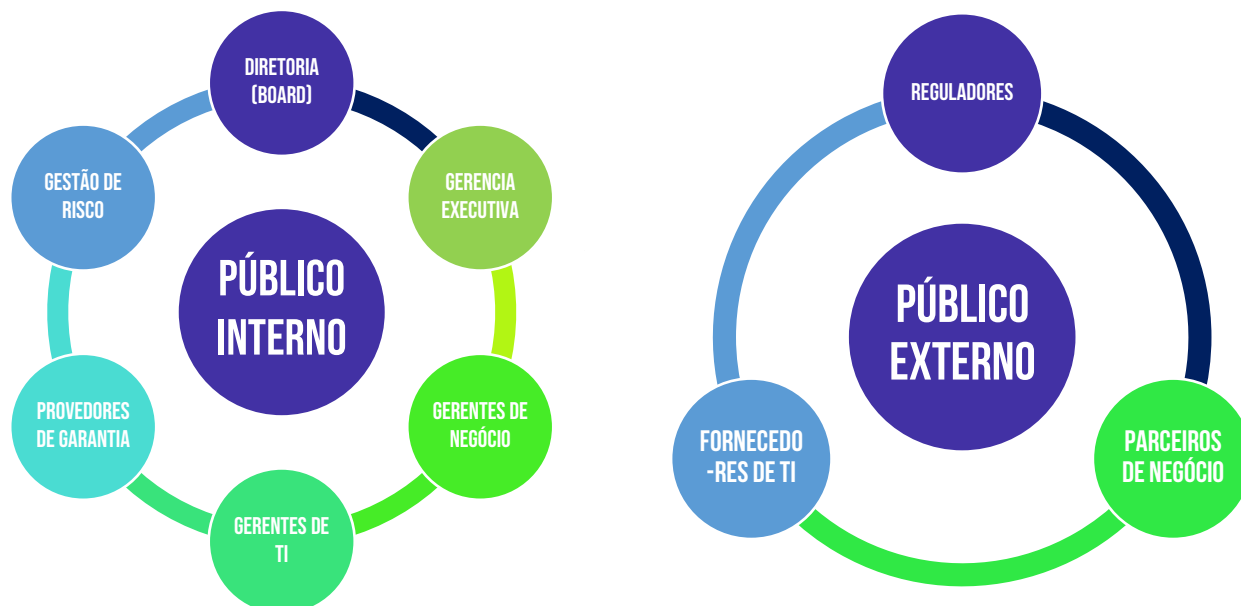 DIRETORIA
(BOARD)
GERENCIA
EXECUTIVA
GERENTES DE
NEGÓCIO
GERENTES DE
TI
PROVEDORES
DE GARANTIA
GESTÃO DE
RISCO
PÚBLICO
INTERNO
REGULADORES
PARCEIROS
DE NEGÓCIO
FORNECEDO
-RES DE TI
PÚBLICO
EXTERNO